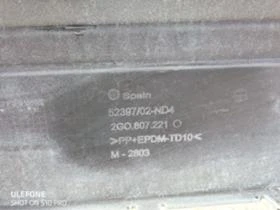 Spain
52397/02-ND4
2G0.807.221
>PP+EPDM-TD10<
M-2803
ULEFONE
SHOT ON S10 PRO